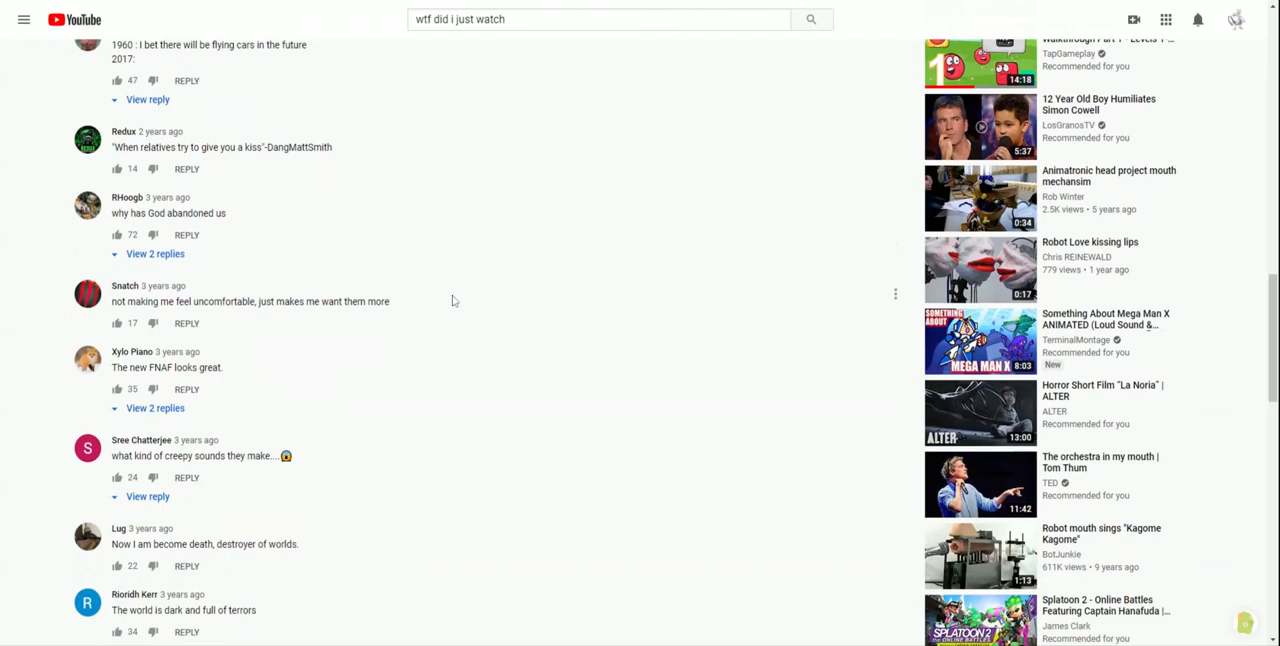 YouTube
wtf did i just watch
1960 : I bet there will be flying cars in the future
2017:
47 REPLY
View reply
Redux 2 years ago
"When relatives try to give you a kiss"-DangMattSmith
14 REPLY
RHoogb 3 years ago
why has God abandoned us
72 REPLY
View 2 replies
Snatch 3 years ago
not making me feel uncomfortable, just makes me want them more
17 REPLY
Xylo Piano 3 years ago
The new FNAF looks great.
35 REPLY
View 2 replies
S
Sree Chatterjee 3 years ago
what kind of creepy sounds they make....😱
24 REPLY
View reply
Lug 3 years ago
Now I am become death, destroyer of worlds.
22 REPLY
R
Rioridh Kerr 3 years ago
The world is dark and full of terrors
34 REPLY
Walkthrough Part 1 - Levels 1-...
TapGameplay
Recommended for you
1
14:18
12 Year Old Boy Humiliates
Simon Cowell
LosGranosTV
Recommended for you
5:37
Animatronic head project mouth
mechansim
Rob Winter
2.5K views • 5 years ago
0:34
Robot Love kissing lips
Chris REINEWALD
779 views • 1 year ago
0:17
Something About Mega Man X
ANIMATED (Loud Sound &...
TerminalMontage
Recommended for you
New
SOMETHING
ABOUT
MEGA MAN X
8:03
Horror Short Film "La Noria" |
ALTER
ALTER
Recommended for you
ALTER
13:00
The orchestra in my mouth |
Tom Thum
TED
Recommended for you
11:42
Robot mouth sings "Kagome
Kagome"
BotJunkie
611K views • 9 years ago
1:13
Splatoon 2 - Online Battles
Featuring Captain Hanafuda |...
James Clark
Recommended for you
SPLATOON 2